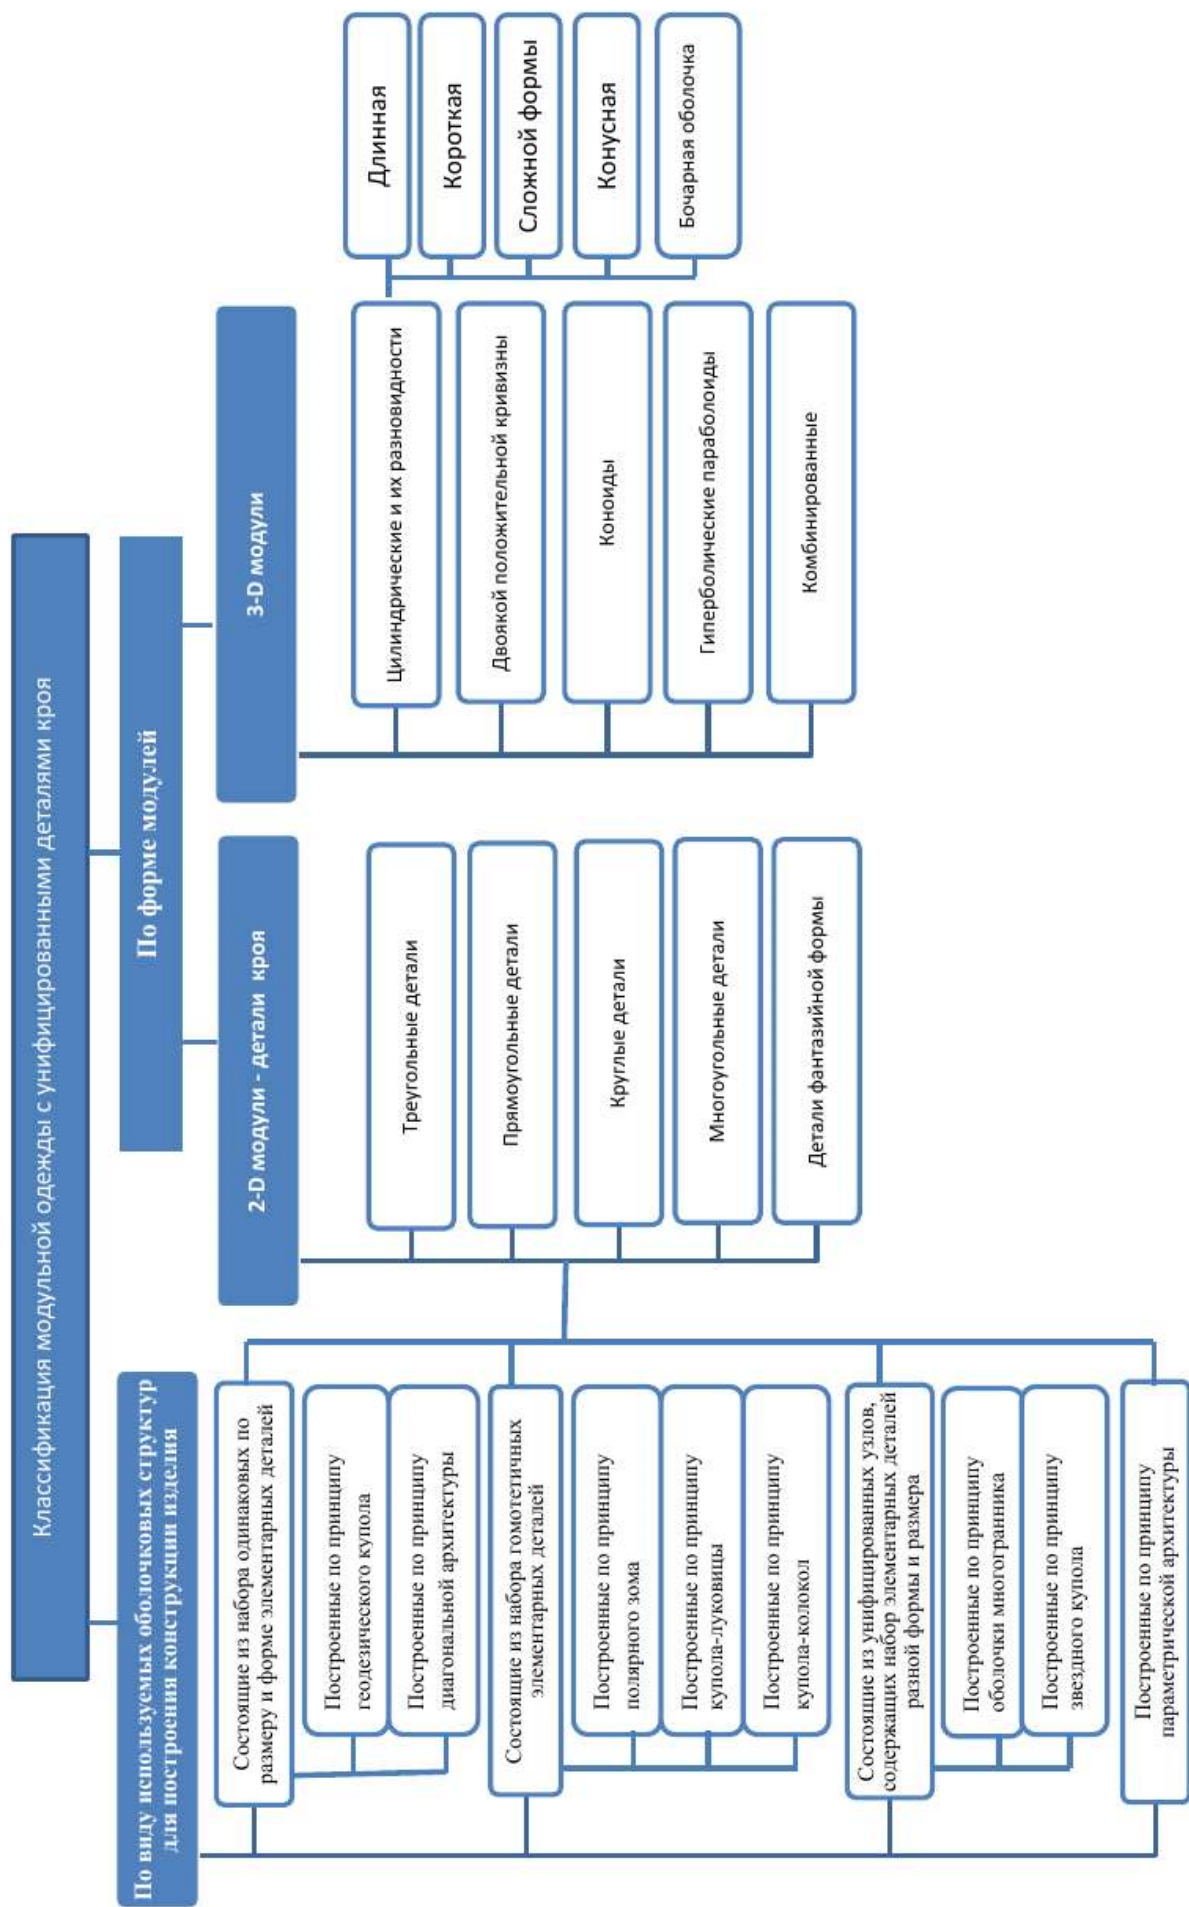 Классификация модульной одежды с унифицированными деталями кроя
По виду используемых оболочковых структур
для построения конструкции изделия
Состоящие из набора одинаковых по
размеру и форме элементарных деталей
Построенные по принципу
геодезического купола
Построенные по принципу
диагональной архитектуры
Состоящие из набора гомотетичных
элементарных деталей
Построенные по принципу
полярного зома
Построенные по принципу
купола-луковицы
Построенные по принципу
купола-колокол
Состоящие из унифицированных узлов,
содержащих набор элементарных деталей
разной формы и размера
Построенные по принципу
оболочки многогранника
Построенные по принципу
звездного купола
Построенные по принципу
параметрической архитектуры
По форме модулей
2-D модули - детали кроя
Треугольные детали
Прямоугольные детали
Круглые детали
Многоугольные детали
Детали фантазийной формы
3-D модули
Цилиндрические и их разновидности
Двоякой положительной кривизны
Коноиды
Гиперболические параболоиды
Комбинированные
Длинная
Короткая
Сложной формы
Конусная
Бочарная оболочка